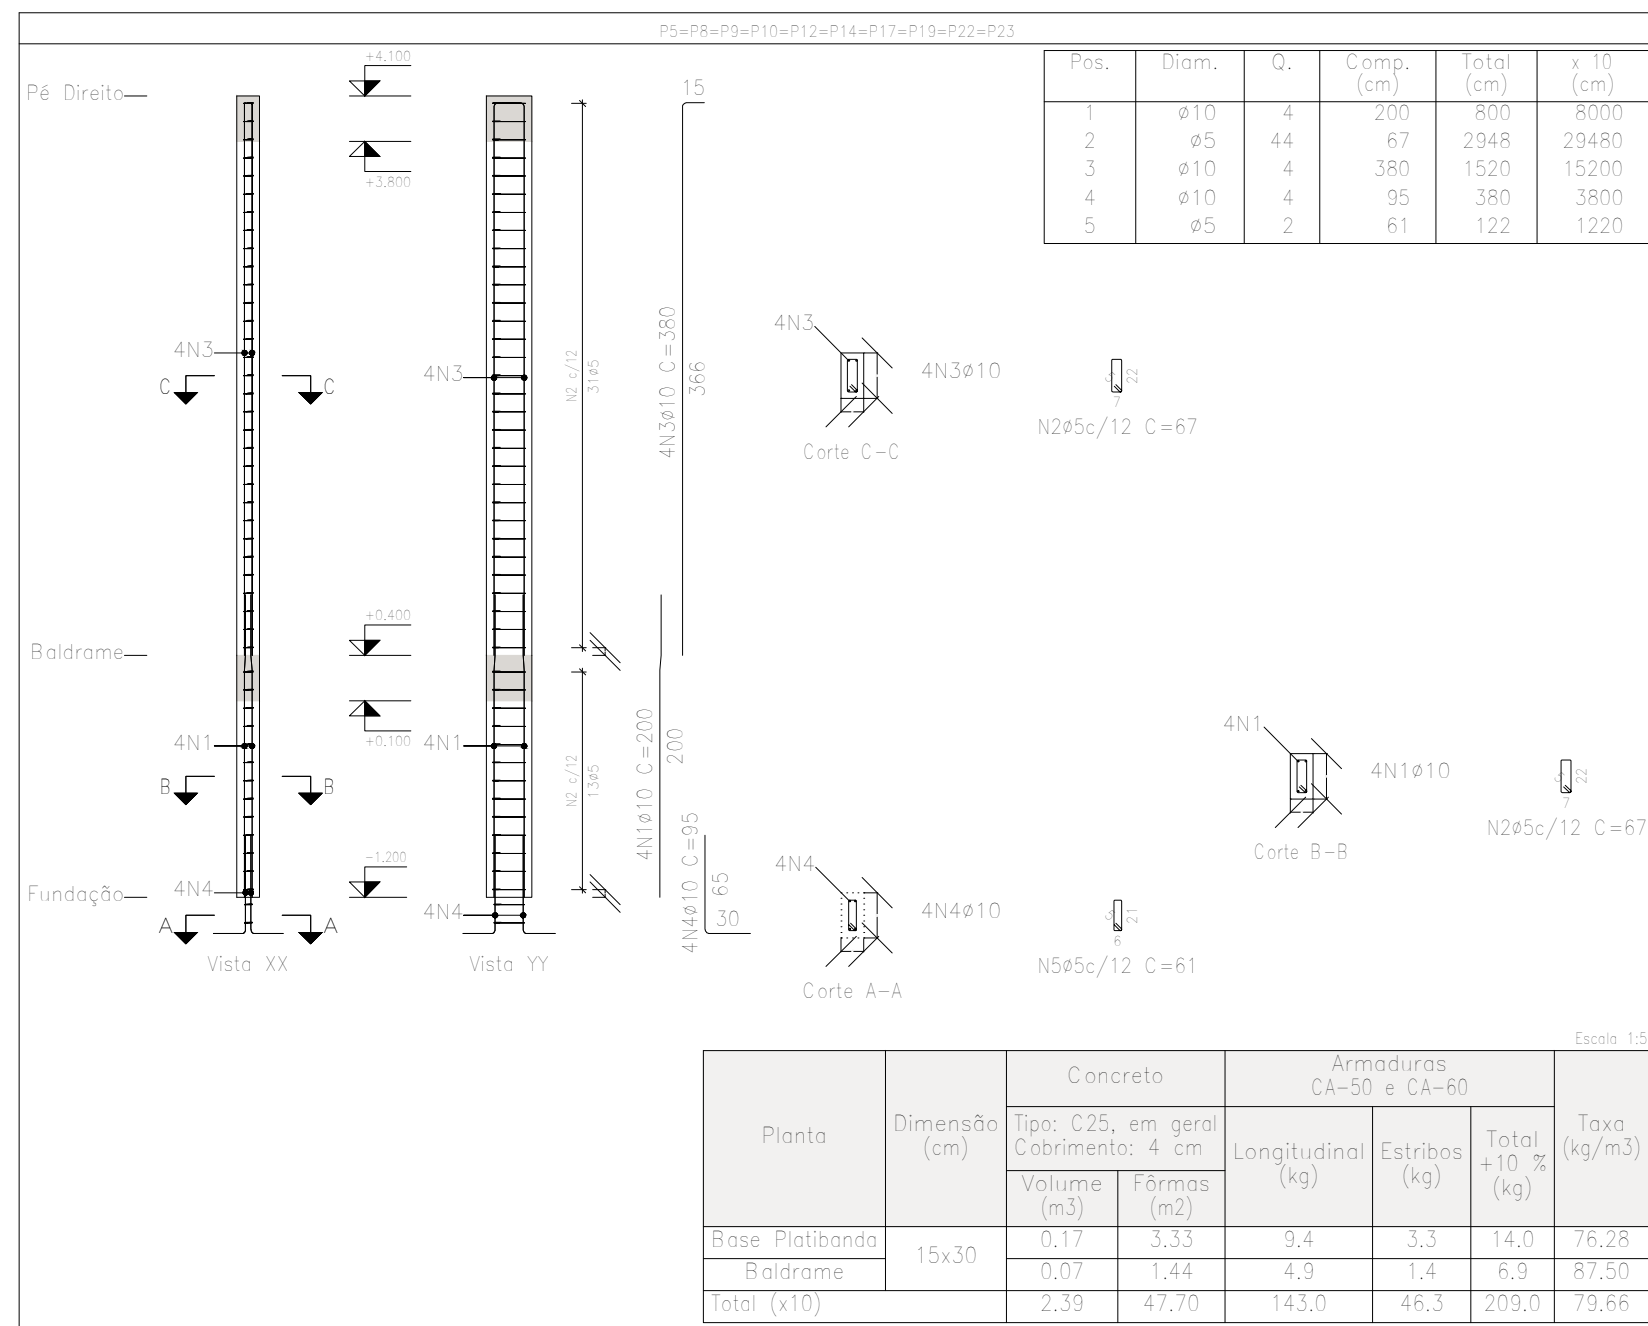 P5=P8=P9=P10=P12=P14=P17=P19=P22=P23
Pos. Diam. Q. Comp. (cm) Total (cm) x 10 (cm)
1 ø10 4 200 800 8000
2 ø5 44 67 2948 29480
3 ø10 4 380 1520 15200
4 ø10 4 95 380 3800
5 ø5 2 61 122 1220
Pé Direito
+4.100
+3.800
15
4N3
C C
4N3
N2 c/12
31ø5
4N3ø10 C=380
366
4N3
4N3ø10
Corte C-C
22
7
N2ø5c/12 C=67
Baldrame
+0.400
+0.100
4N1
B B
4N1
N2 c/12
13ø5
4N1ø10 C=200
200
4N1
4N1ø10
Corte B-B
22
7
N2ø5c/12 C=67
Fundação
-1.200
4N4
A A
4N4
4N4ø10 C=95
65
30
4N4
4N4ø10
Corte A-A
21
6
N5ø5c/12 C=61
Vista XX
Vista YY
Escala 1:5
Planta
Dimensão
(cm)
Concreto
Tipo: C25, em geral
Cobrimento: 4 cm
Volume
(m3)
Fôrmas
(m2)
Armaduras
CA-50 e CA-60
Longitudinal
(kg)
Estribos
(kg)
Total
+10 %
(kg)
Taxa
(kg/m3)
Base Platibanda 15x30 0.17 3.33 9.4 3.3 14.0 76.28
Baldrame 0.07 1.44 4.9 1.4 6.9 87.50
Total (x10) 2.39 47.70 143.0 46.3 209.0 79.66